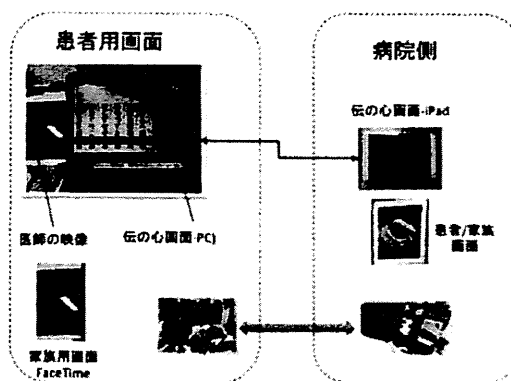 患者用画面
病院側
伝の心画面-iPad
医師の映像
伝の心画面-PC)
患者/家族
画面
家族用画面
FaceTime